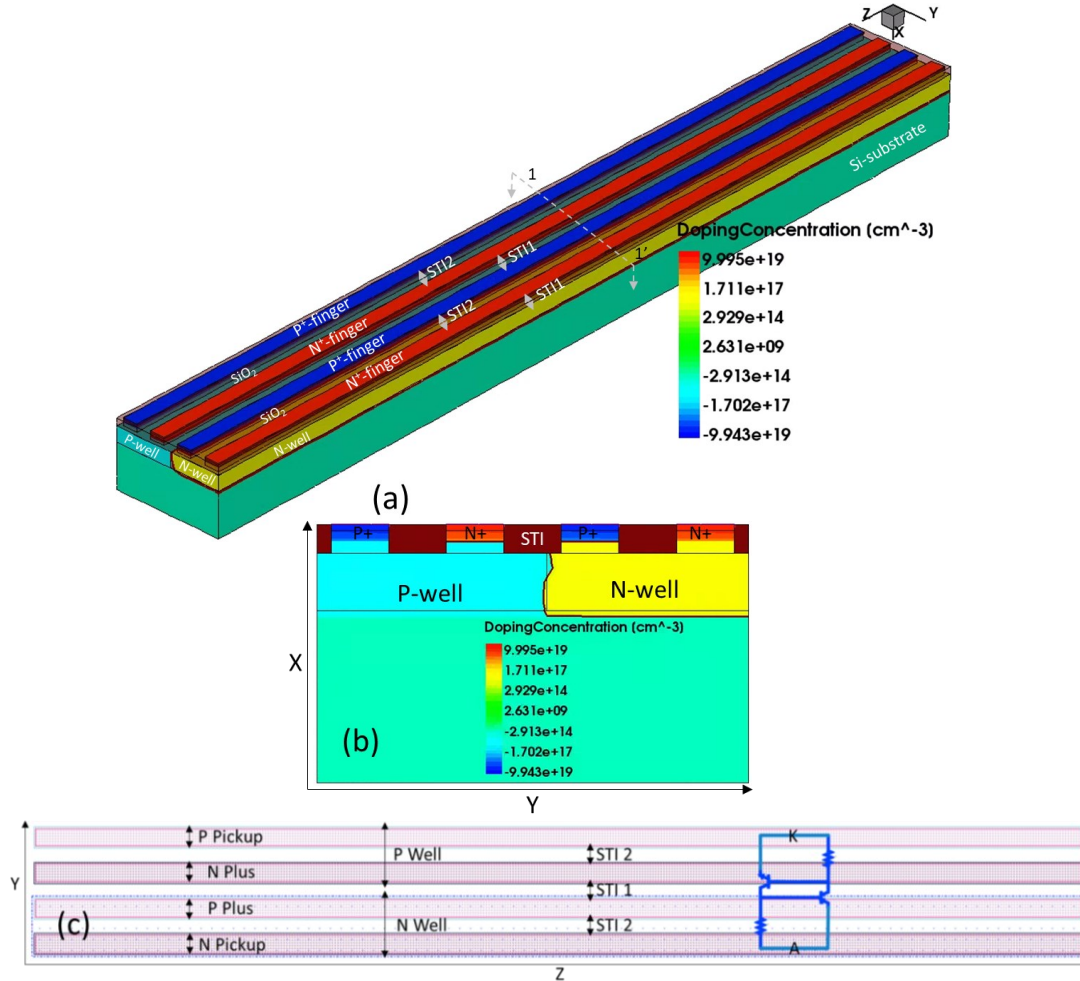 Z
Y
X
1
Si-substrate
DopingConcentration (cm^-3)
1'
STI1
STI2
9.995e+19
1.711e+17
2.929e+14
2.631e+09
-2.913e+14
-1.702e+17
-9.943e+19
STI1
STI2
P⁺-finger
N⁺-finger
P⁺-finger
N⁺-finger
SiO₂
SiO₂
N-well
P-well
N-well
(a)
P+
N+
STI
P+
N+
P-well
N-well
DopingConcentration (cm^-3)
9.995e+19
1.711e+17
2.929e+14
2.631e+09
-2.913e+14
-1.702e+17
-9.943e+19
X
(b)
Y
P Pickup
K
P Well
STI 2
N Plus
Y
STI 1
P Plus
(c)
N Well
STI 2
N Pickup
A
Z